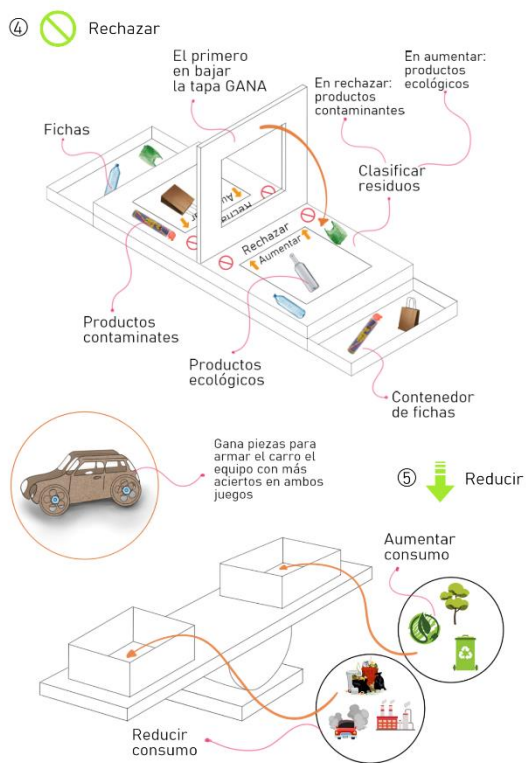 ④ Rechazar
El primero
en bajar
la tapa GANA
En rechazar:
productos
contaminantes
En aumentar:
productos
ecológicos
Fichas
Clasificar
residuos
Aumentar
Rechazar
Rechazar
Aumentar
Productos
contaminates
Productos
ecológicos
Contenedor
de fichas
Gana piezas para
armar el carro el
equipo con más
aciertos en ambos
juegos
⑤ Reducir
Aumentar
consumo
Reducir
consumo